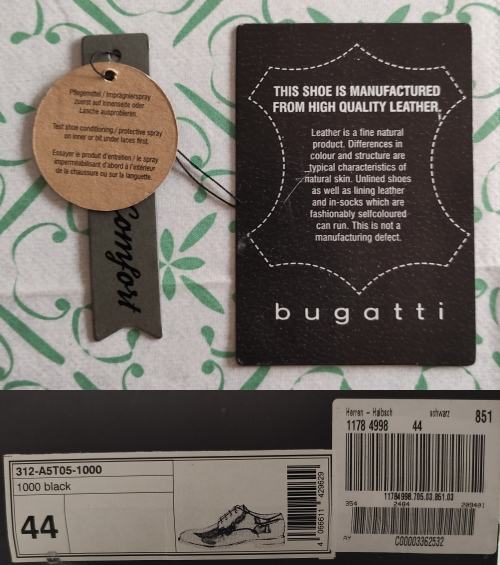 Pflegemittel / Imprägnierspray
zuerst auf Innenseite oder
Lasche ausprobieren.
Test shoe conditioning / protective spray
on inner or bit under laces first.
Essayer le produit d'entretien / le spray
imperméabilisant d'abord à l'intérieur
de la chaussure ou sur la languette.
Comfort
THIS SHOE IS MANUFACTURED
FROM HIGH QUALITY LEATHER.
Leather is a fine natural
product. Differences in
colour and structure are
typical characteristics of
natural skin. Unlined shoes
as well as lining leather
and in-socks which are
fashionably selfcoloured
can run. This is not a
manufacturing defect.
bugatti
312-A5T05-1000
1000 black
44
4 066611 429829
Herren - Halbsch schwarz 851
1178 4998 44
11784998.705.03.851.03
354 2404 209401
AY C00003362532